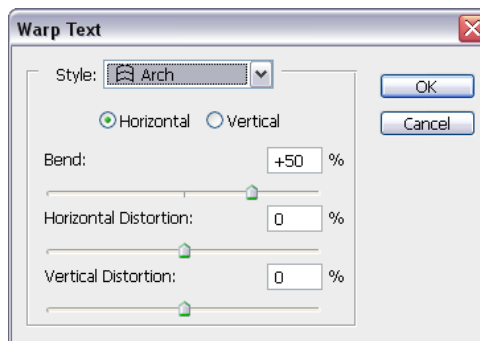 Warp Text
Style: Arch
OK
Horizontal Vertical
Cancel
Bend: +50 %
Horizontal Distortion: 0 %
Vertical Distortion: 0 %